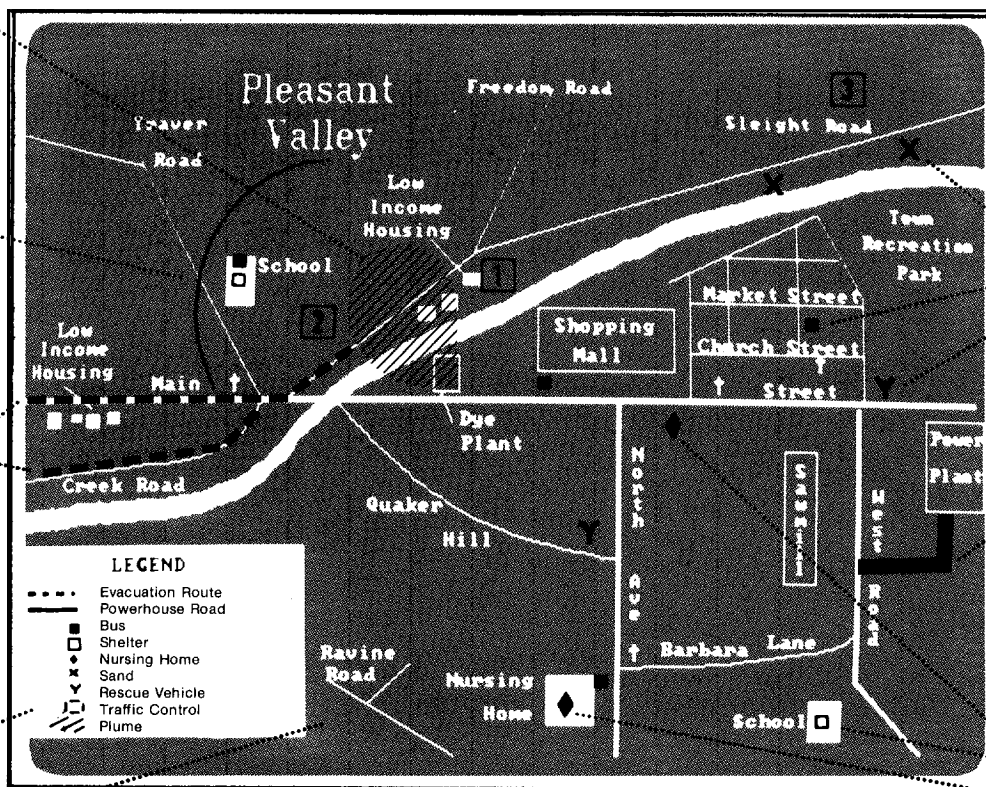 Pleasant
Valley
Traver
Road
Freedom Road
3
Sleight Road
Low
Income
Housing
Town
Recreation
Park
School
1
2
Market Street
Shopping
Mall
Church Street
Low
Income
Housing
Main
Street
Dye
Plant
Power
Plant
Creek Road
Quaker
Hill
North
Ave
Sawmill
West
Road
LEGEND
Evacuation Route
Powerhouse Road
Bus
Shelter
Nursing Home
Sand
Rescue Vehicle
Traffic Control
Plume
Ravine
Road
Barbara Lane
Nursing
Home
School